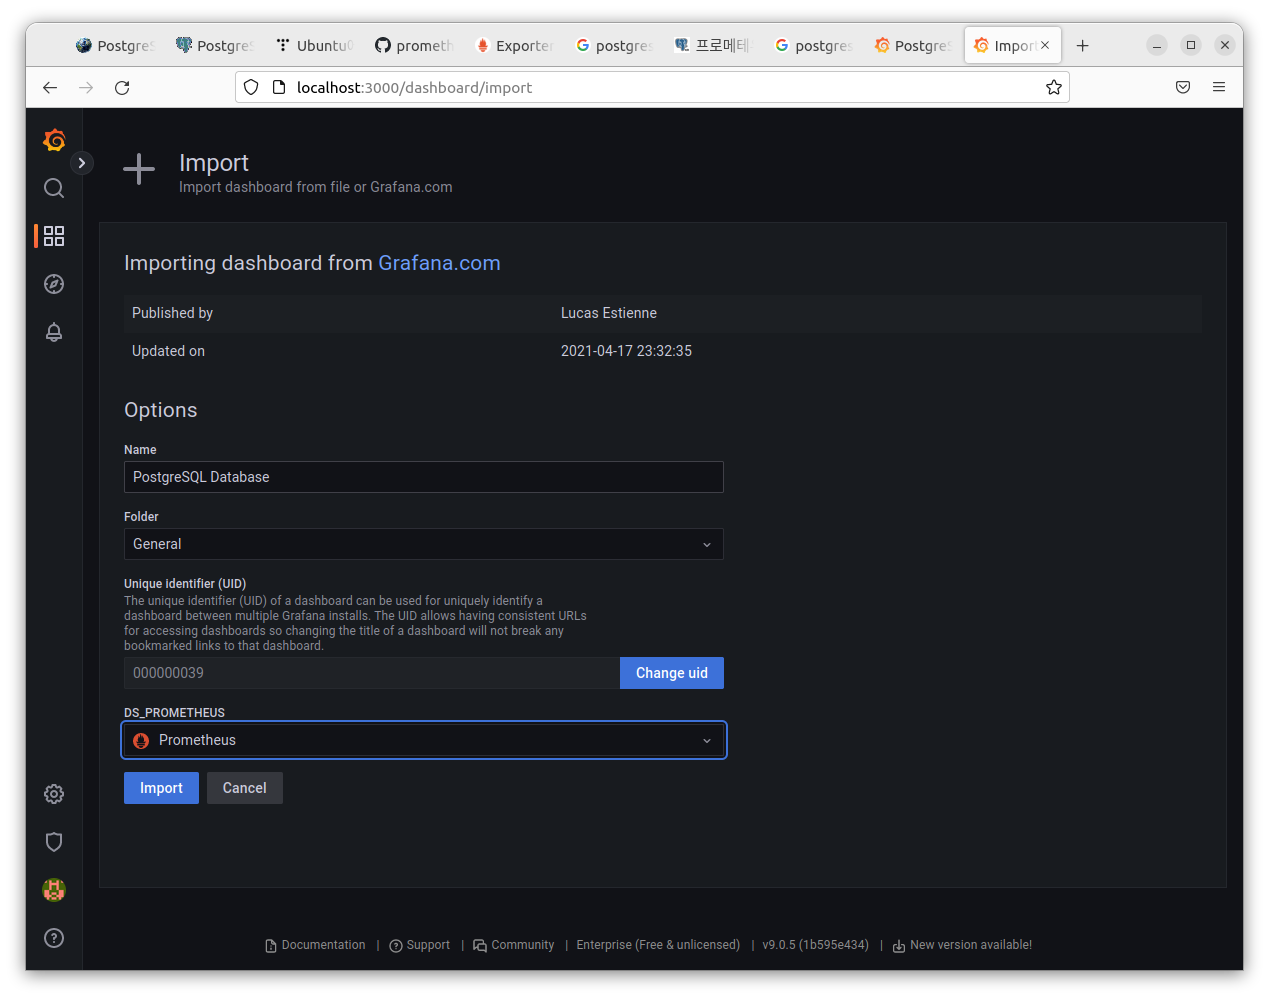 PostgreS
PostgreS
Ubuntu
prometh
Exporter
postgres
프로메테
postgres
PostgreS
Import
localhost:3000/dashboard/import
Import
Import dashboard from file or Grafana.com
Importing dashboard from Grafana.com
Published by Lucas Estienne
Updated on 2021-04-17 23:32:35
Options
Name
PostgreSQL Database
Folder
General
Unique identifier (UID)
The unique identifier (UID) of a dashboard can be used for uniquely identify a
dashboard between multiple Grafana installs. The UID allows having consistent URLs
for accessing dashboards so changing the title of a dashboard will not break any
bookmarked links to that dashboard.
000000039 Change uid
DS_PROMETHEUS
Prometheus
Import Cancel
Documentation | Support | Community | Enterprise (Free & unlicensed) | v9.0.5 (1b595e434) | New version available!